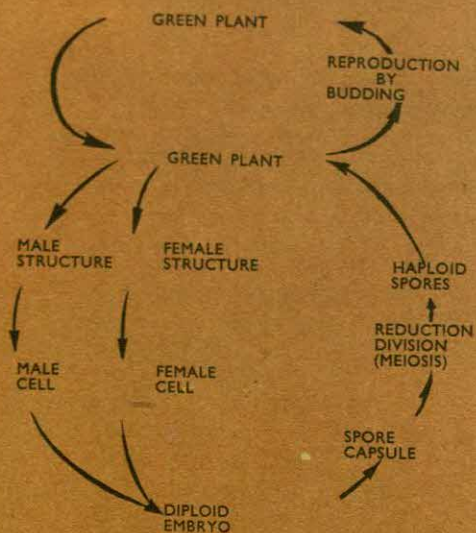 GREEN PLANT
REPRODUCTION
BY
BUDDING
GREEN PLANT
MALE
STRUCTURE
FEMALE
STRUCTURE
HAPLOID
SPORES
REDUCTION
DIVISION
(MEIOSIS)
MALE
CELL
FEMALE
CELL
SPORE
CAPSULE
DIPLOID
EMBRYO